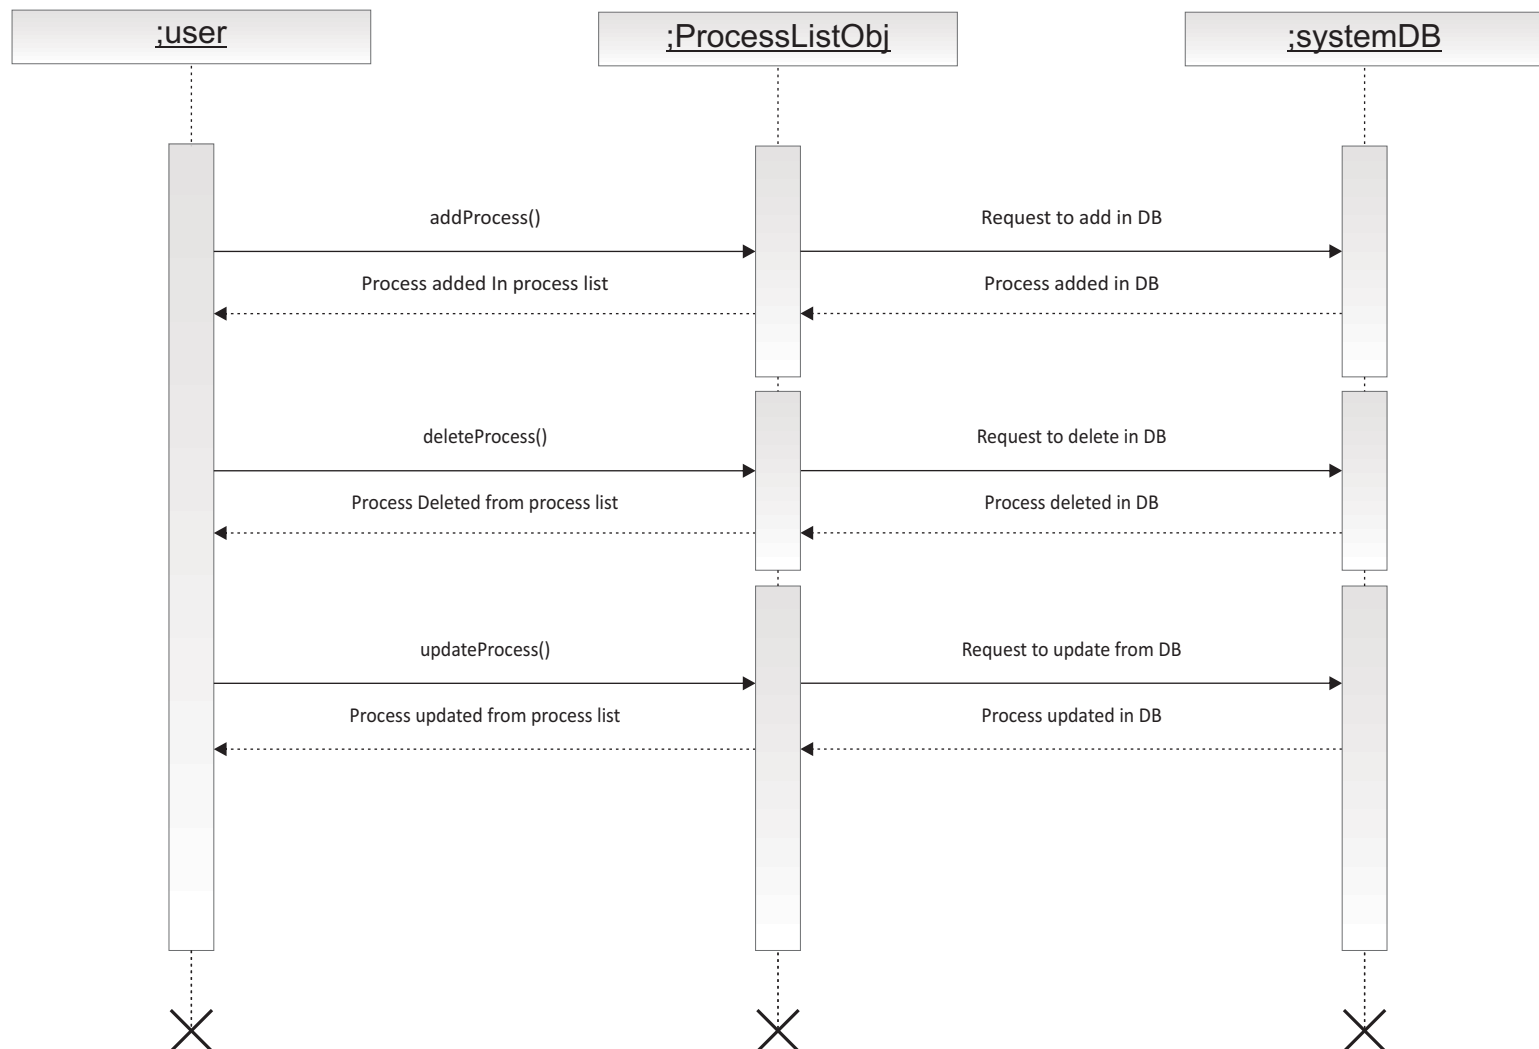 ;user
;ProcessListObj
;systemDB
addProcess()
Request to add in DB
Process added In process list
Process added in DB
deleteProcess()
Request to delete in DB
Process Deleted from process list
Process deleted in DB
updateProcess()
Request to update from DB
Process updated from process list
Process updated in DB